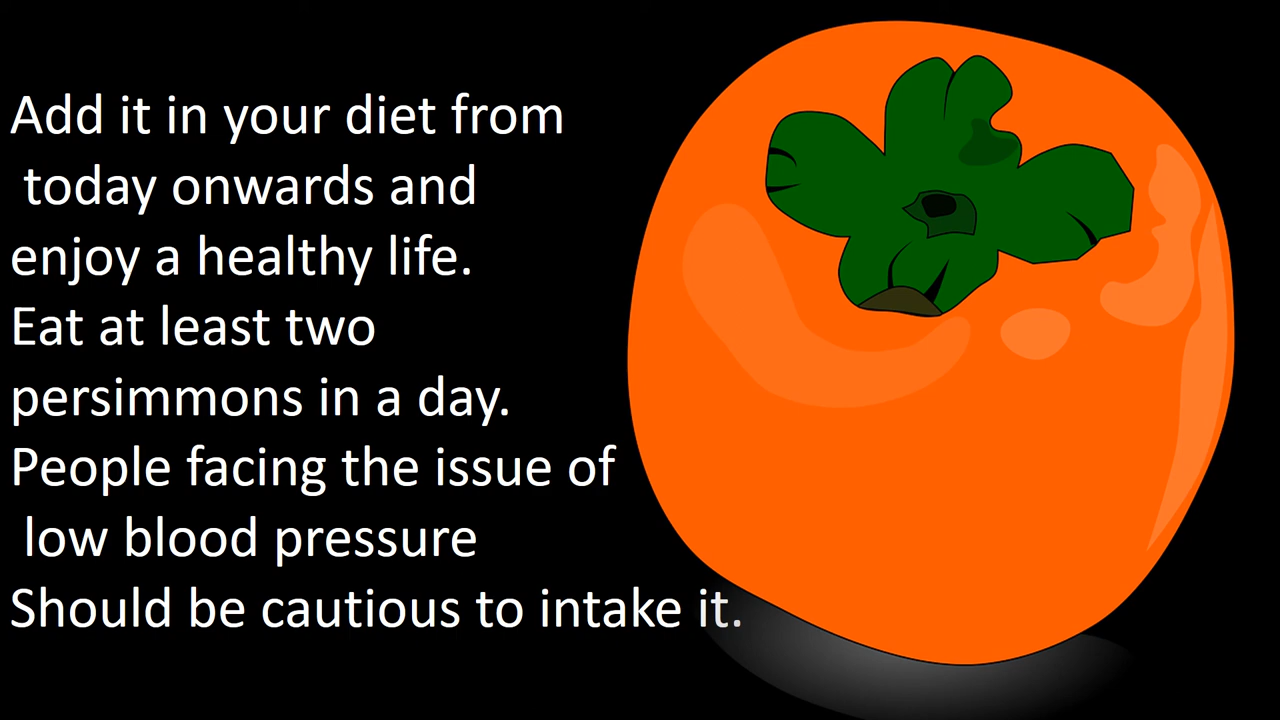 Add it in your diet from
today onwards and
enjoy a healthy life.
Eat at least two
persimmons in a day.
People facing the issue of
low blood pressure
Should be cautious to intake it.